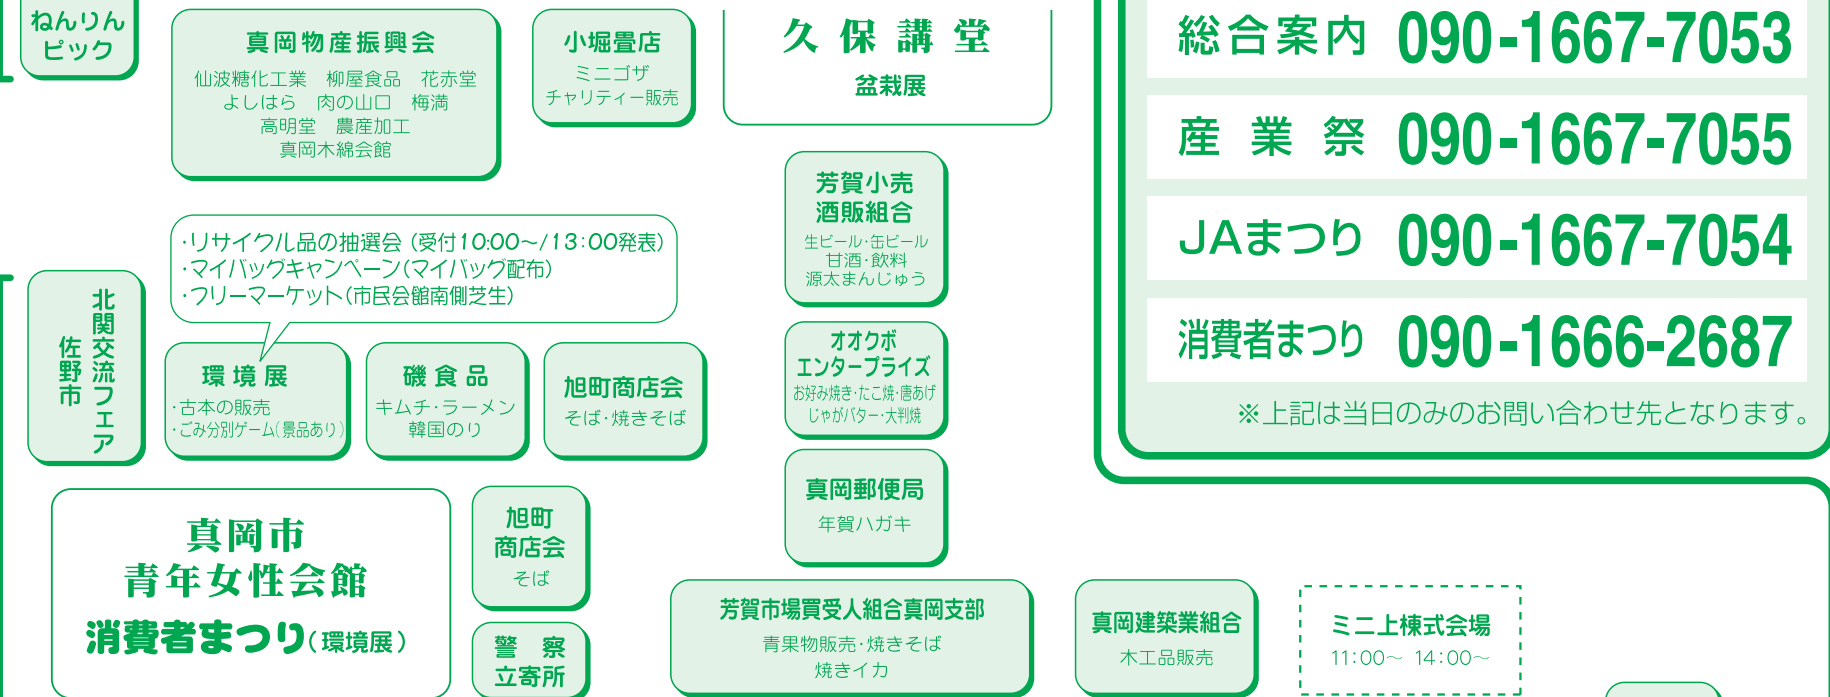 ねんりん
ピック
真岡物産振興会
仙波糖化工業　柳屋食品　花赤堂
よしはら　肉の山口　梅満
高明堂　農産加工
真岡木綿会館
小堀畳店
ミニゴザ
チャリティー販売
久保講堂
盆栽展
総合案内 090-1667-7053
産業祭 090-1667-7055
JAまつり 090-1667-7054
消費者まつり 090-1666-2687
※上記は当日のみのお問い合わせ先となります。
芳賀小売
酒販組合
生ビール・缶ビール
甘酒・飲料
源太まんじゅう
・リサイクル品の抽選会（受付10:00～/13:00発表）
・マイバッグキャンペーン（マイバッグ配布）
・フリーマーケット（市民会館南側芝生）
北関交流フェア
佐野市
環境展
・古本の販売
・ごみ分別ゲーム（景品あり）
磯食品
キムチ・ラーメン
韓国のり
旭町商店会
そば・焼きそば
オオクボ
エンタープライズ
お好み焼き・たこ焼・唐あげ
じゃがバター・大判焼
真岡郵便局
年賀ハガキ
真岡市
青年女性会館
消費者まつり（環境展）
旭町
商店会
そば
警察
立寄所
芳賀市場買受人組合真岡支部
青果物販売・焼きそば
焼きイカ
真岡建築業組合
木工品販売
ミニ上棟式会場
11:00～ 14:00～